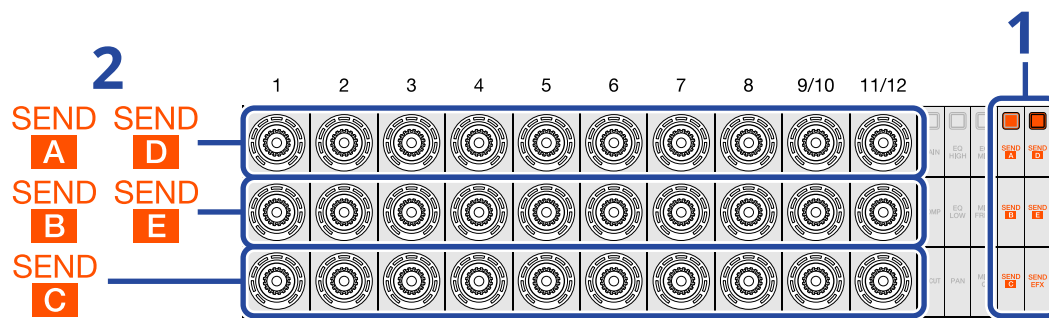 1
2
1 2 3 4 5 6 7 8 9/10 11/12
SEND SEND
A D
SEND SEND
B E
SEND
C
EQ HIGH
SEND A SEND D
EQ LOW
SEND B SEND E
PAN
SEND C SEND EFX